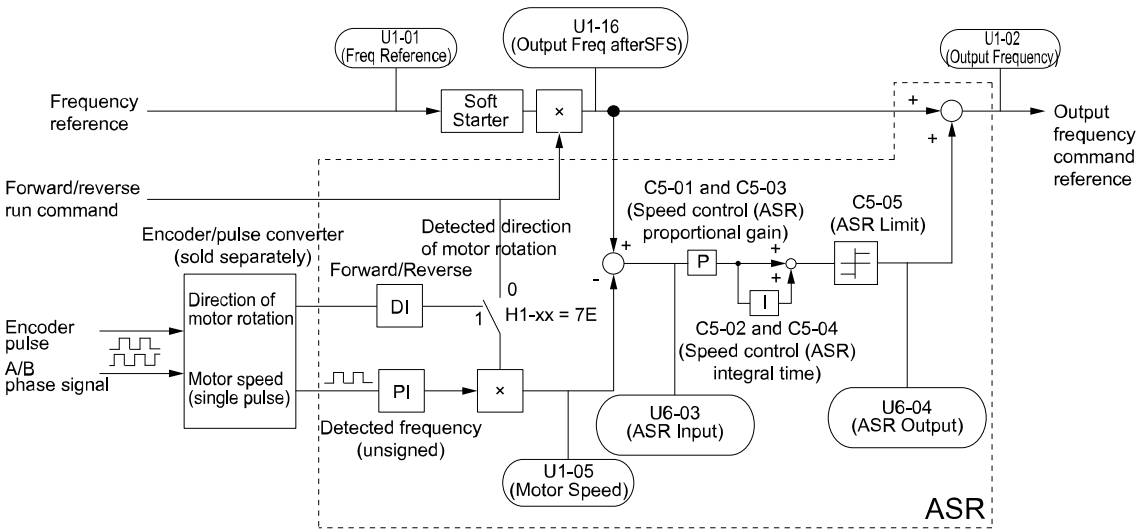 U1-01
(Freq Reference)
U1-16
(Output Freq afterSFS)
U1-02
(Output Frequency)
Frequency
reference
Soft
Starter
×
+
+
Output
frequency
command
reference
Forward/reverse
run command
Detected direction
of motor rotation
C5-01 and C5-03
(Speed control (ASR)
proportional gain)
C5-05
(ASR Limit)
Encoder/pulse converter
(sold separately)
Forward/Reverse
+
-
P
+
+
I
Direction of
motor rotation
DI
0
1
H1-xx = 7E
C5-02 and C5-04
(Speed control (ASR)
integral time)
Encoder
pulse
A/B
phase signal
Motor speed
(single pulse)
PI
×
Detected frequency
(unsigned)
U6-03
(ASR Input)
U6-04
(ASR Output)
U1-05
(Motor Speed)
ASR